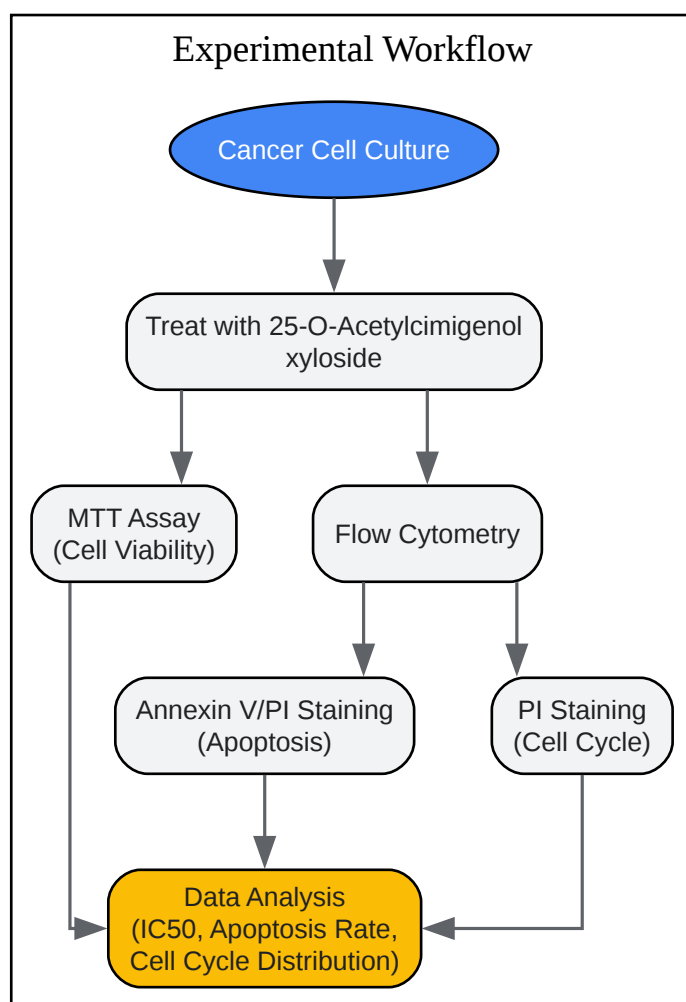 Experimental Workflow
Cancer Cell Culture
Treat with 25-O-Acetylcimigenol
xyloside
MTT Assay
(Cell Viability)
Flow Cytometry
Annexin V/PI Staining
(Apoptosis)
PI Staining
(Cell Cycle)
Data Analysis
(IC50, Apoptosis Rate,
Cell Cycle Distribution)